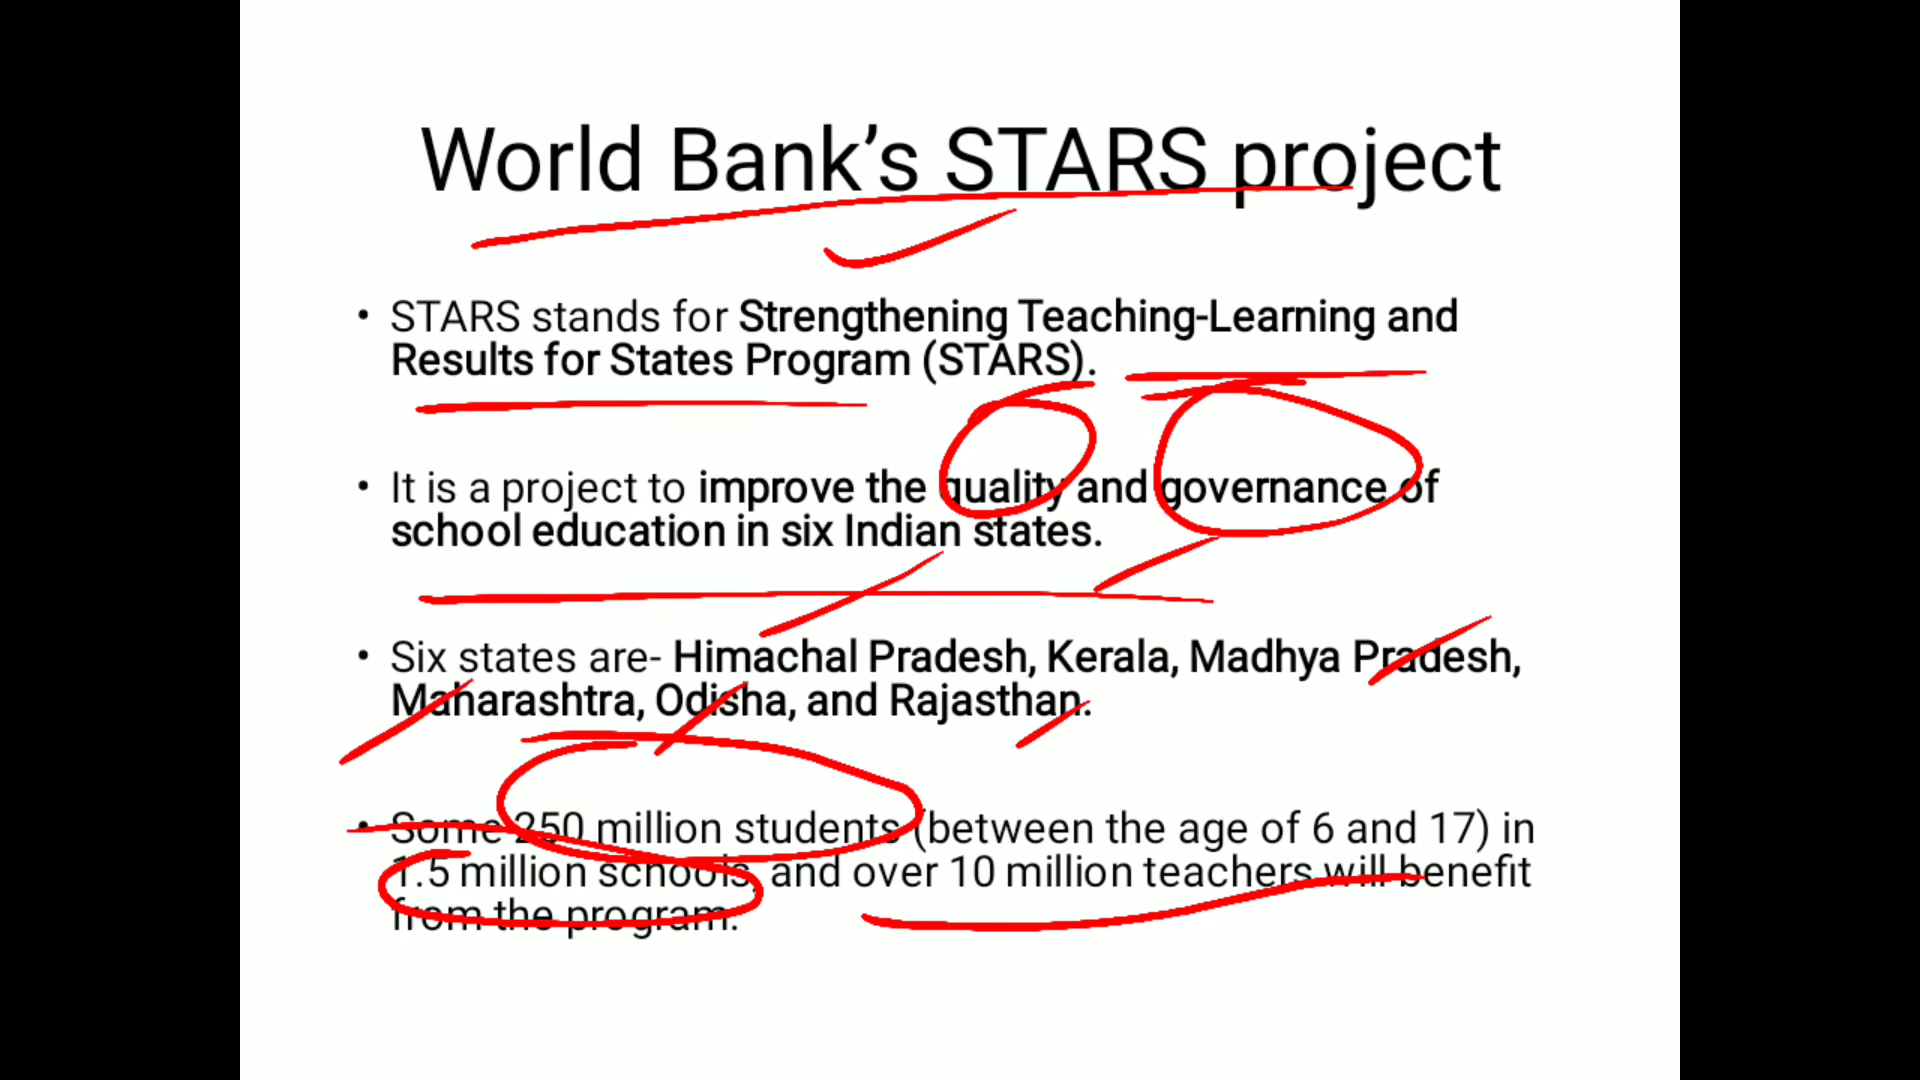 World Bank’s STARS project
• STARS stands for Strengthening Teaching-Learning and
Results for States Program (STARS).
• It is a project to improve the quality and governance of
school education in six Indian states.
• Six states are- Himachal Pradesh, Kerala, Madhya Pradesh,
Maharashtra, Odisha, and Rajasthan.
• Some 250 million students (between the age of 6 and 17) in
1.5 million schools, and over 10 million teachers will benefit
from the program.